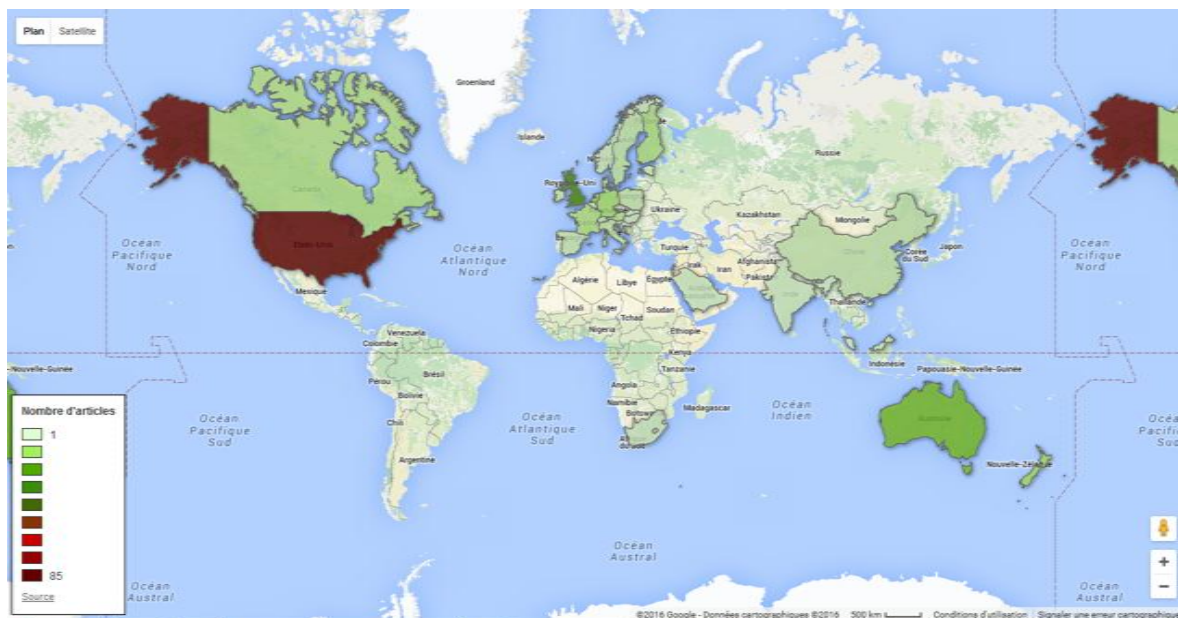 Plan Satellite
Groenland
Islande
Russie
Canada
Royaume-Uni
Ukraine
Kazakhstan
Mongolie
États-Unis
Océan
Pacifique
Nord
Océan
Atlantique
Nord
Turquie
Chine
Corée
du Sud
Japon
Océan
Pacifique
Nord
Irak
Iran
Afghanistan
Pakistan
Algérie
Libye
Égypte
Mexique
Mali
Niger
Tchad
Soudan
Inde
Thaïlande
Venezuela
Colombie
Nigeria
Éthiopie
Kenya
Tanzanie
Indonésie
Papouasie-Nouvelle-Guinée
-Nouvelle-Guinée
Pérou
Brésil
Bolivie
Angola
Namibie
Botswana
Madagascar
Océan
Indien
Nombre d'articles
1
85
Source
Océan
Pacifique
Sud
Chili
Argentine
Océan
Atlantique
Sud
Australie
Nouvelle-Zélande
Océan
Austral
Océan
Austral
Océan
Austral
+
−
©2016 Google - Données cartographiques ©2016 500 km Conditions d'utilisation Signaler une erreur cartographique